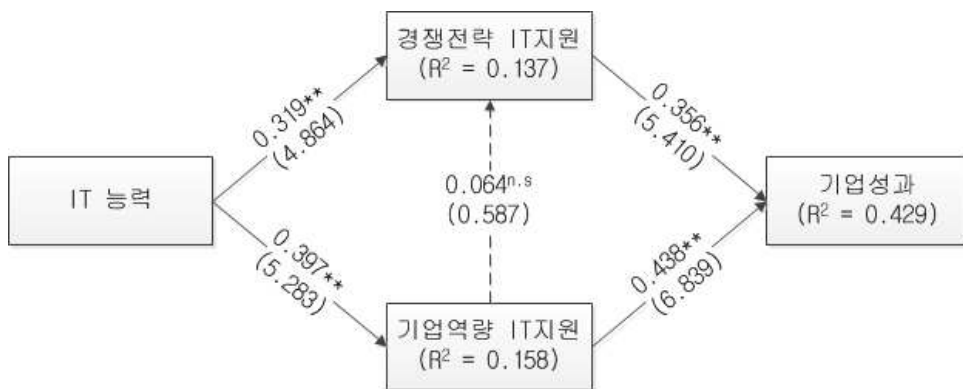 경쟁전략 IT지원
(R² = 0.137)
0.319**
(4.864)
0.356**
(5.410)
IT 능력
0.064ⁿ·ˢ
(0.587)
기업성과
(R² = 0.429)
0.397**
(5.283)
0.438**
(6.839)
기업역량 IT지원
(R² = 0.158)